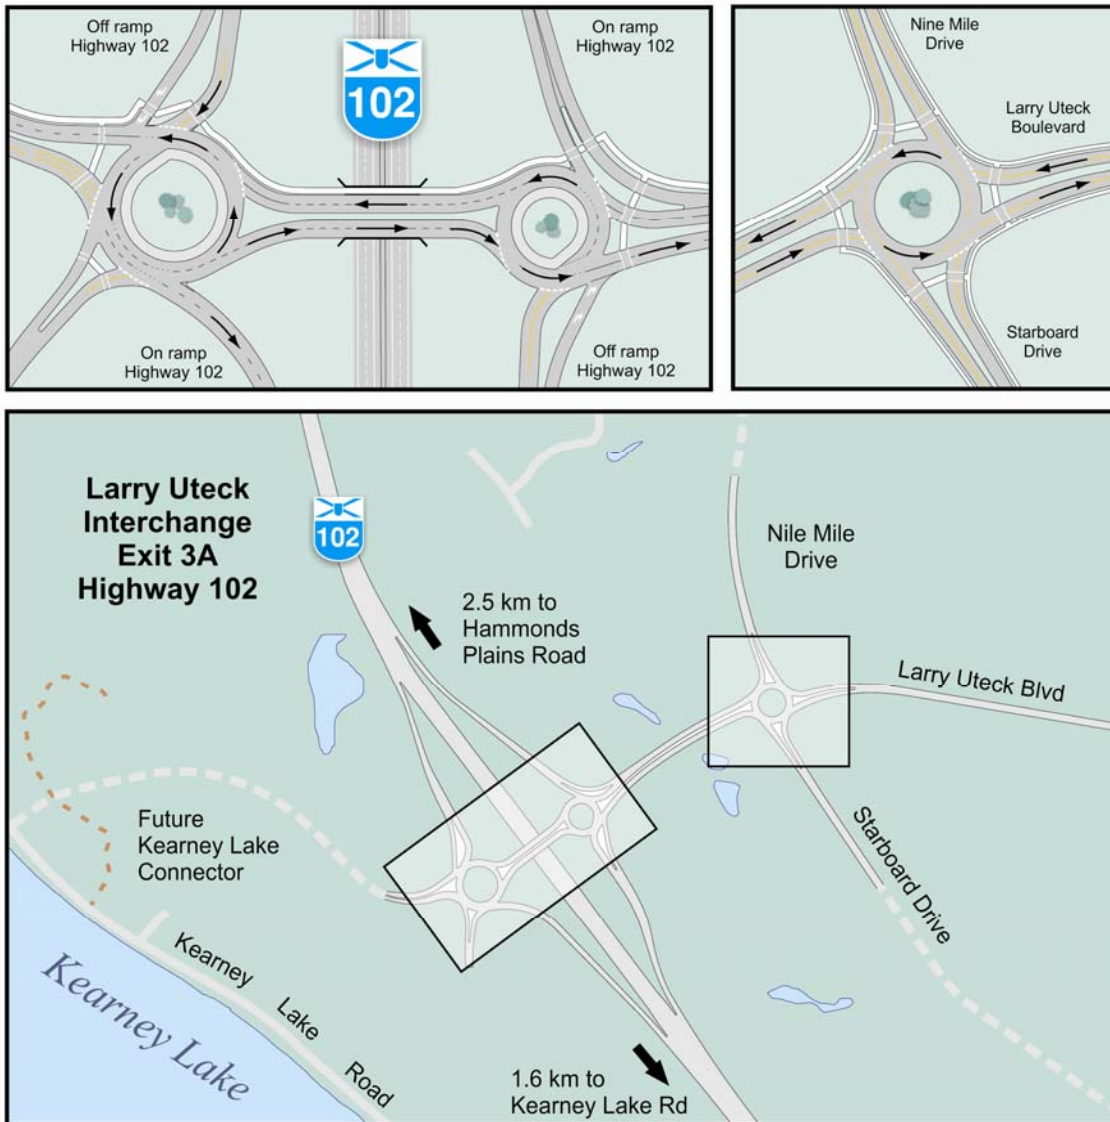 Off ramp
Highway 102
102
On ramp
Highway 102
On ramp
Highway 102
Off ramp
Highway 102
Nine Mile
Drive
Larry Uteck
Boulevard
Starboard
Drive
Larry Uteck
Interchange
Exit 3A
Highway 102
102
2.5 km to
Hammonds
Plains Road
Nile Mile
Drive
Larry Uteck Blvd
Starboard Drive
Future
Kearney Lake
Connector
Kearney Lake Road
Kearney Lake
1.6 km to
Kearney Lake Rd